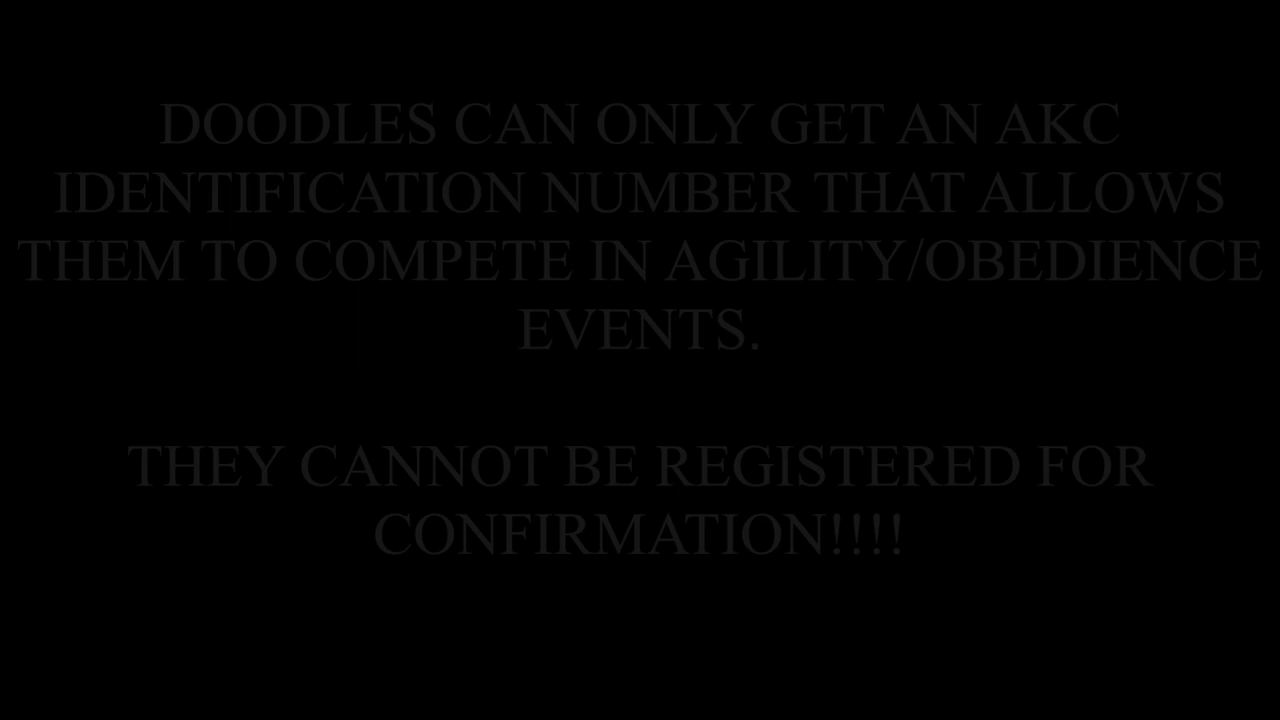 DOODLES CAN ONLY GET AN AKC
IDENTIFICATION NUMBER THAT ALLOWS
THEM TO COMPETE IN AGILITY/OBEDIENCE
EVENTS.
THEY CANNOT BE REGISTERED FOR
CONFIRMATION!!!!